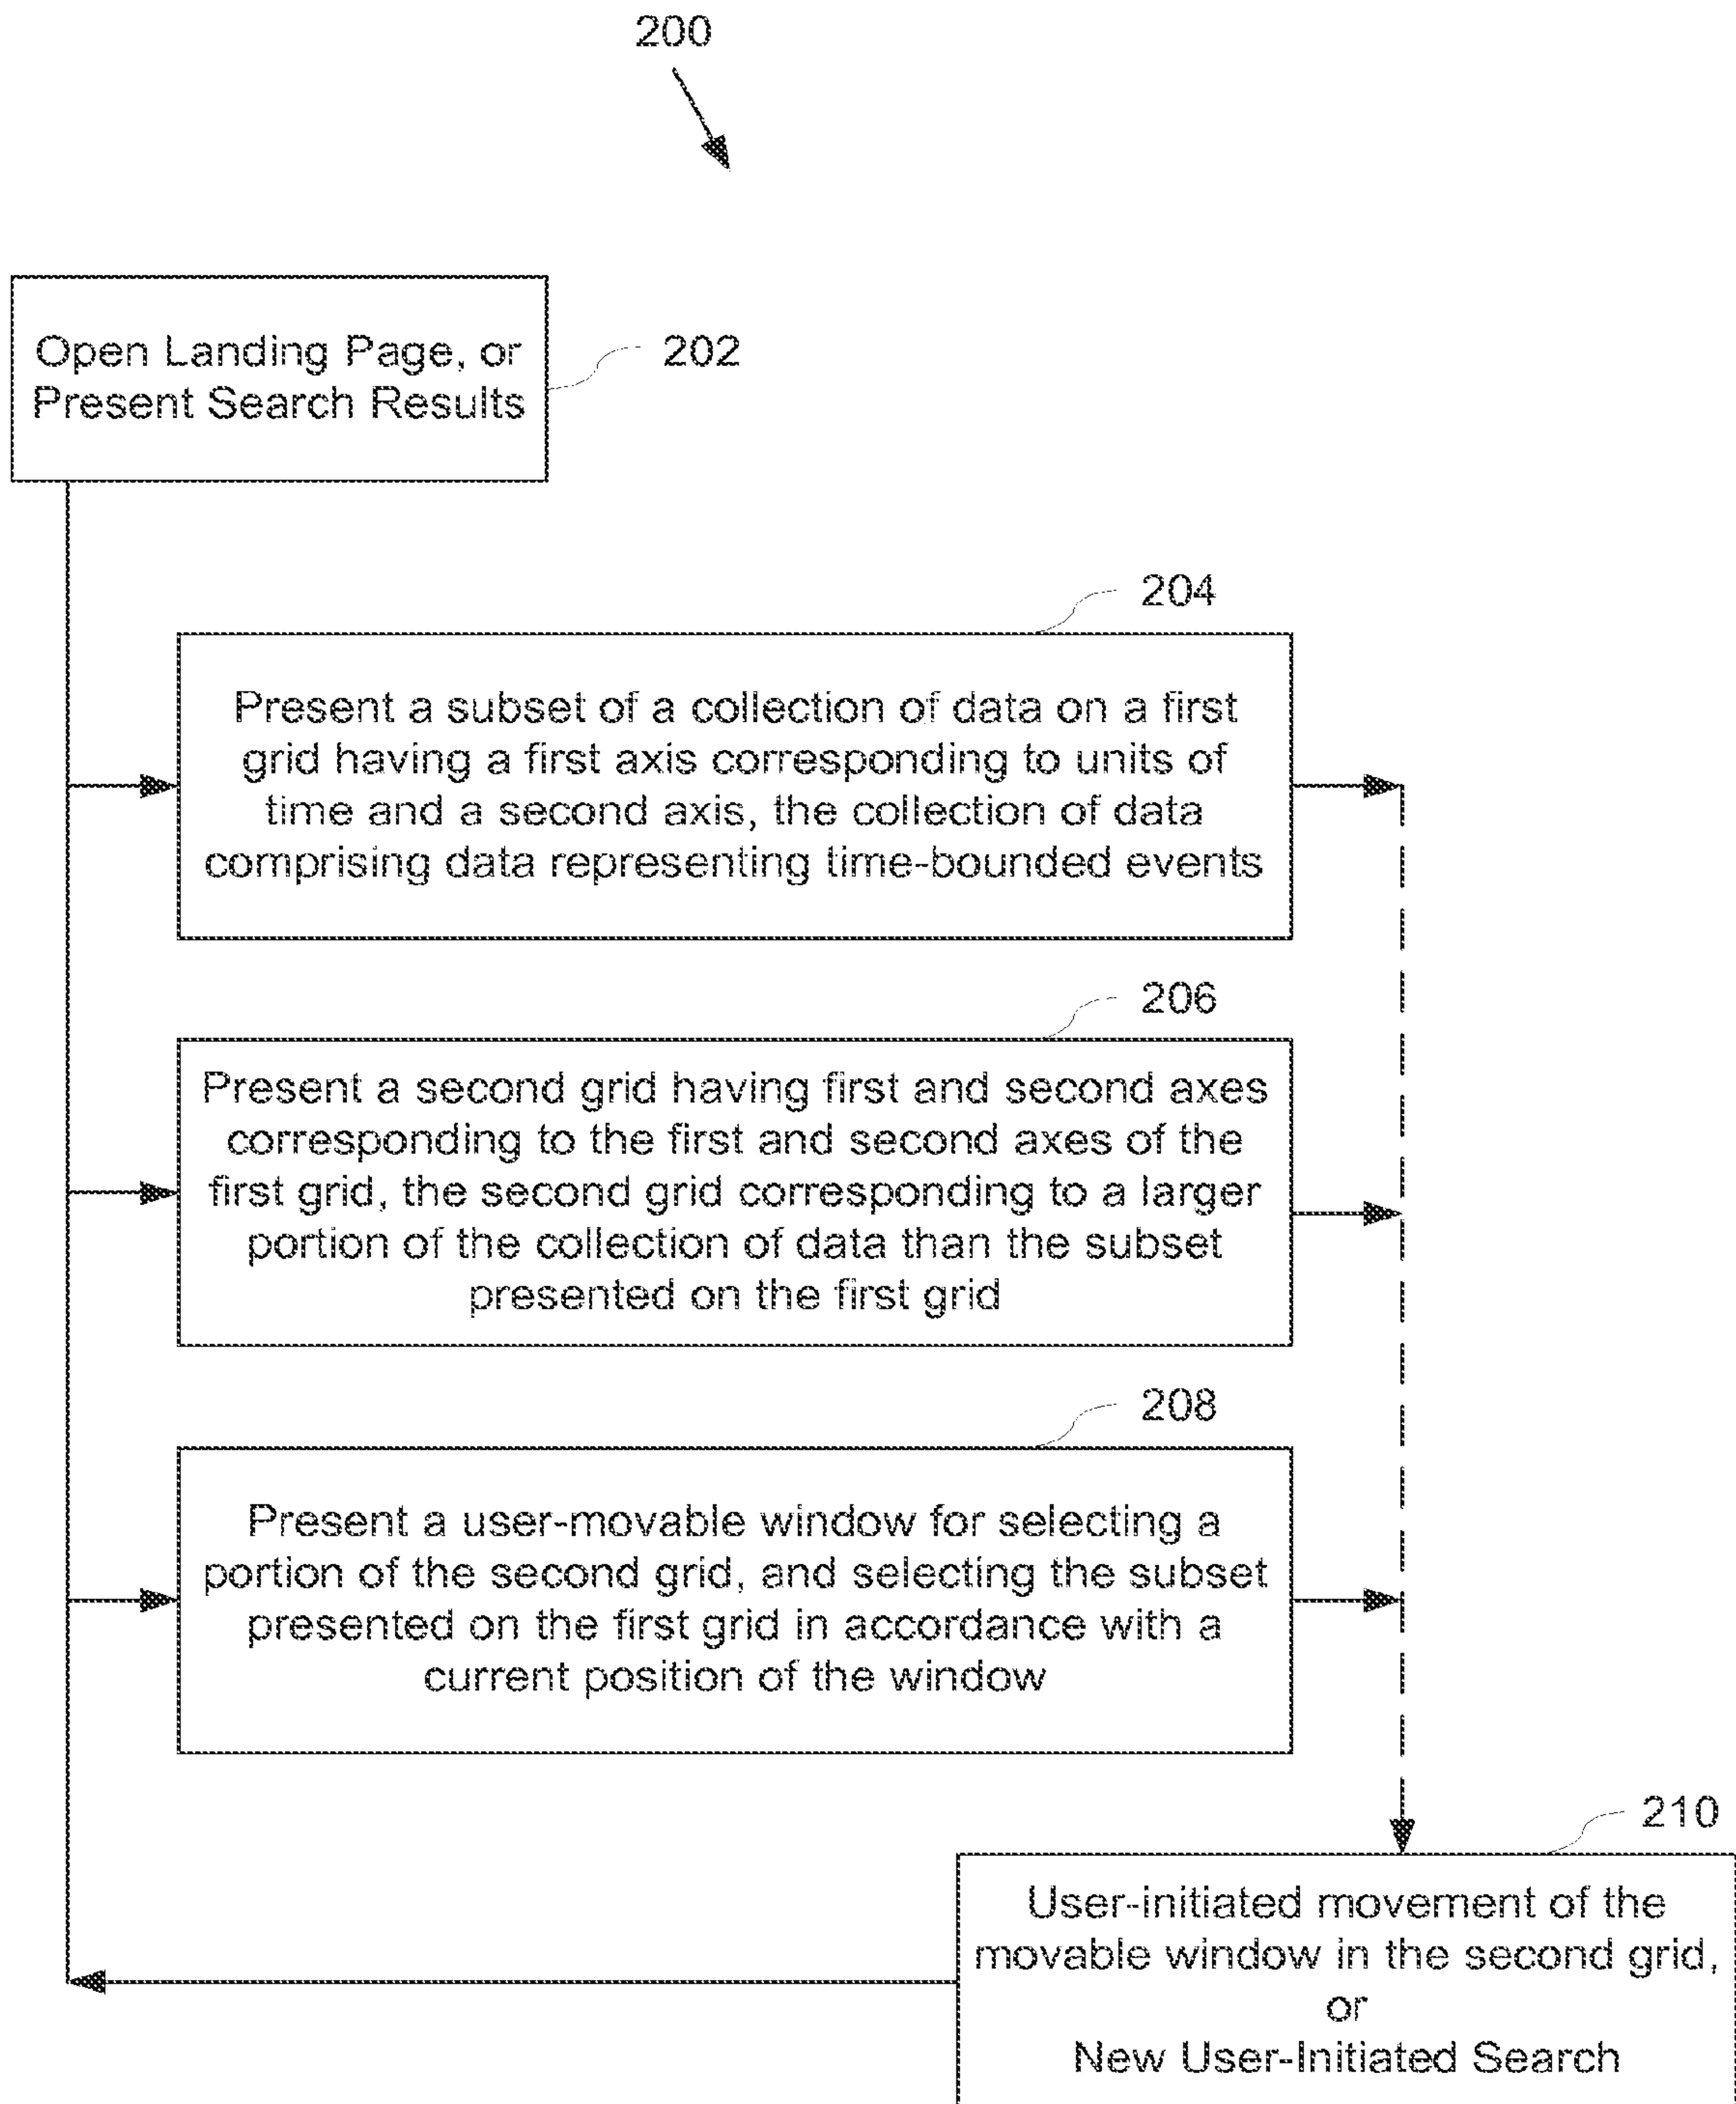 200
Open Landing Page, or
Present Search Results
202
204
Present a subset of a collection of data on a first
grid having a first axis corresponding to units of
time and a second axis, the collection of data
comprising data representing time-bounded events
206
Present a second grid having first and second axes
corresponding to the first and second axes of the
first grid, the second grid corresponding to a larger
portion of the collection of data than the subset
presented on the first grid
208
Present a user-movable window for selecting a
portion of the second grid, and selecting the subset
presented on the first grid in accordance with a
current position of the window
210
User-initiated movement of the
movable window in the second grid,
or
New User-Initiated Search